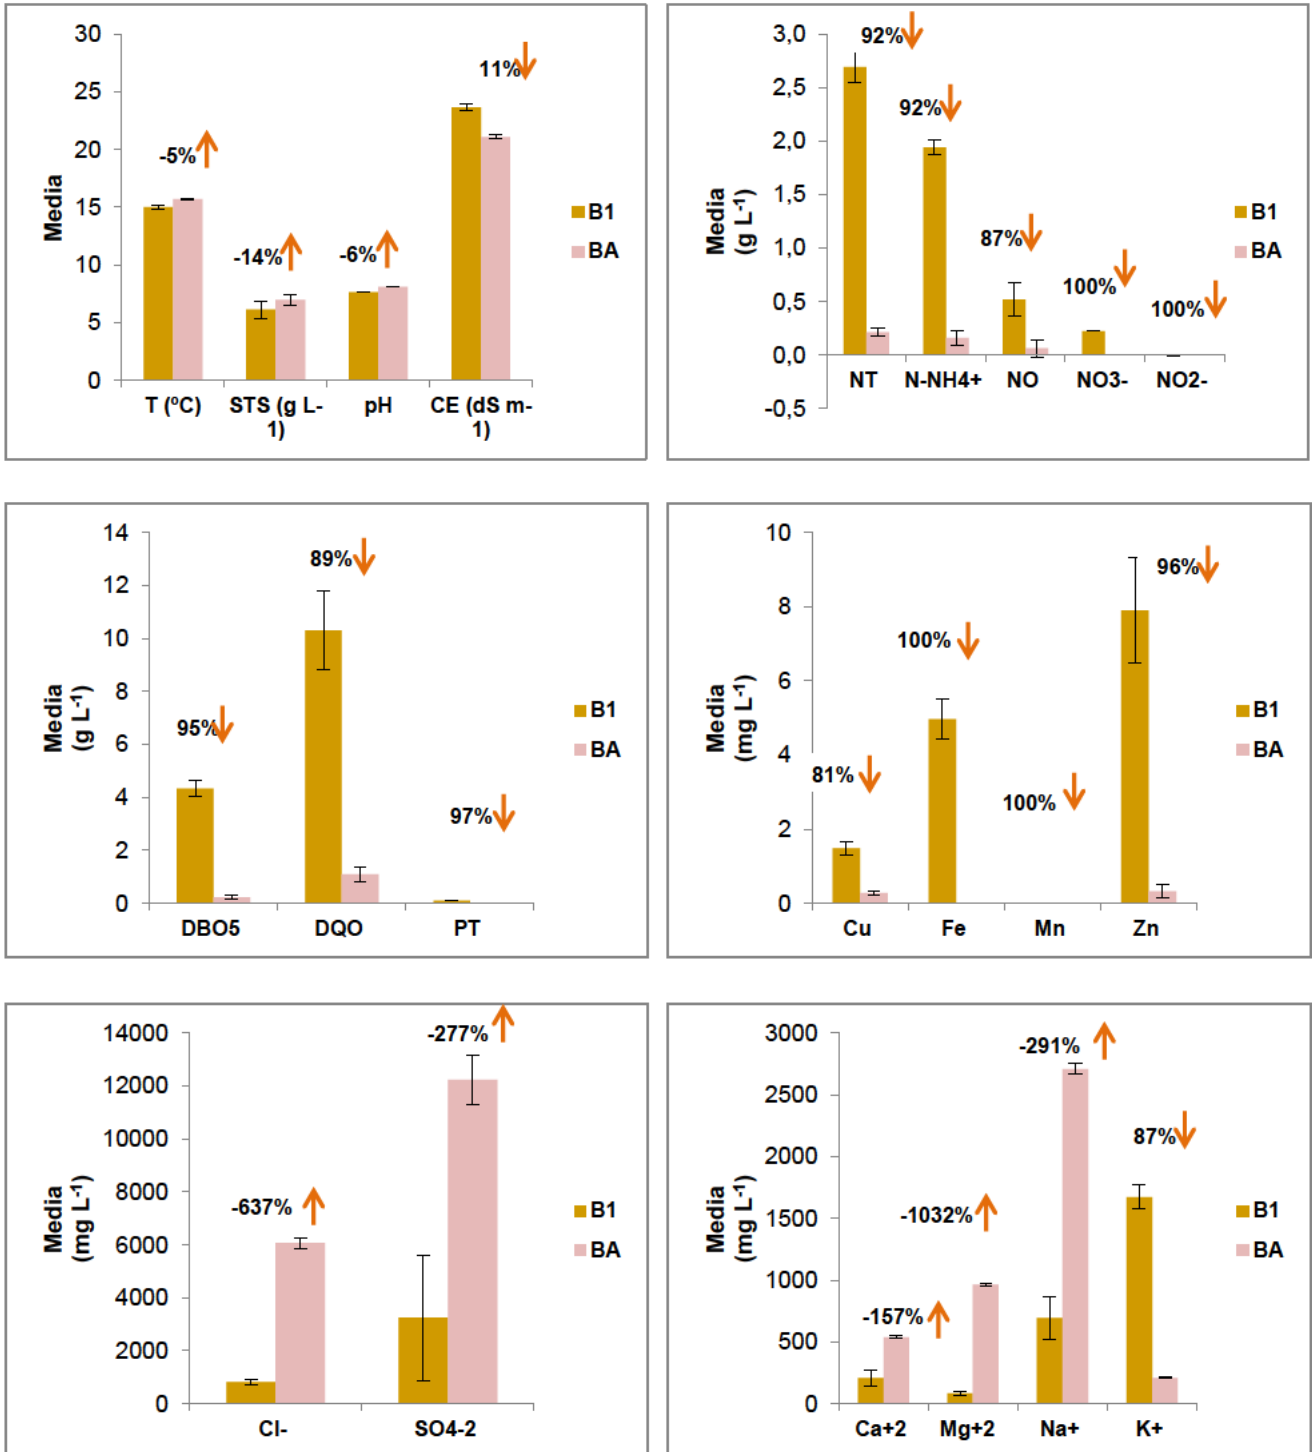 30
25
20
15
10
5
0
Media
-5%
-14%
-6%
11%
T (ºC)
STS (g L-
1)
pH
CE (dS m-
1)
B1
BA
3,0
2,5
2,0
1,5
1,0
0,5
0,0
-0,5
Media
(g L-1)
92%
92%
87%
100%
100%
NT
N-NH4+
NO
NO3-
NO2-
B1
BA
14
12
10
8
6
4
2
0
Media
(g L-1)
95%
89%
97%
DBO5
DQO
PT
B1
BA
10
8
6
4
2
0
Media
(mg L-1)
81%
100%
100%
96%
Cu
Fe
Mn
Zn
B1
BA
14000
12000
10000
8000
6000
4000
2000
0
Media
(mg L-1)
-637%
-277%
Cl-
SO4-2
B1
BA
3000
2500
2000
1500
1000
500
0
Media
(mg L-1)
-157%
-1032%
-291%
87%
Ca+2
Mg+2
Na+
K+
B1
BA